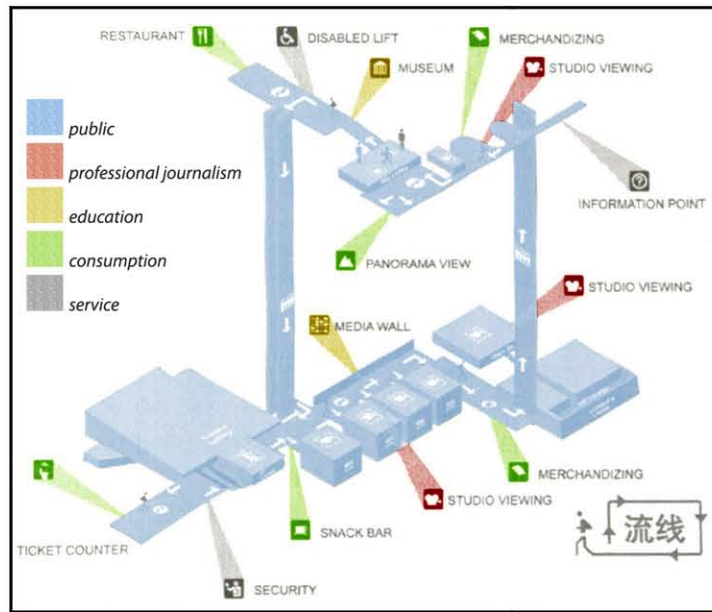 RESTAURANT
DISABLED LIFT
MERCHANDIZING
MUSEUM
STUDIO VIEWING
public
professional journalism
education
consumption
service
INFORMATION POINT
PANORAMA VIEW
STUDIO VIEWING
MEDIA WALL
MERCHANDIZING
STUDIO VIEWING
SNACK BAR
TICKET COUNTER
SECURITY
流线